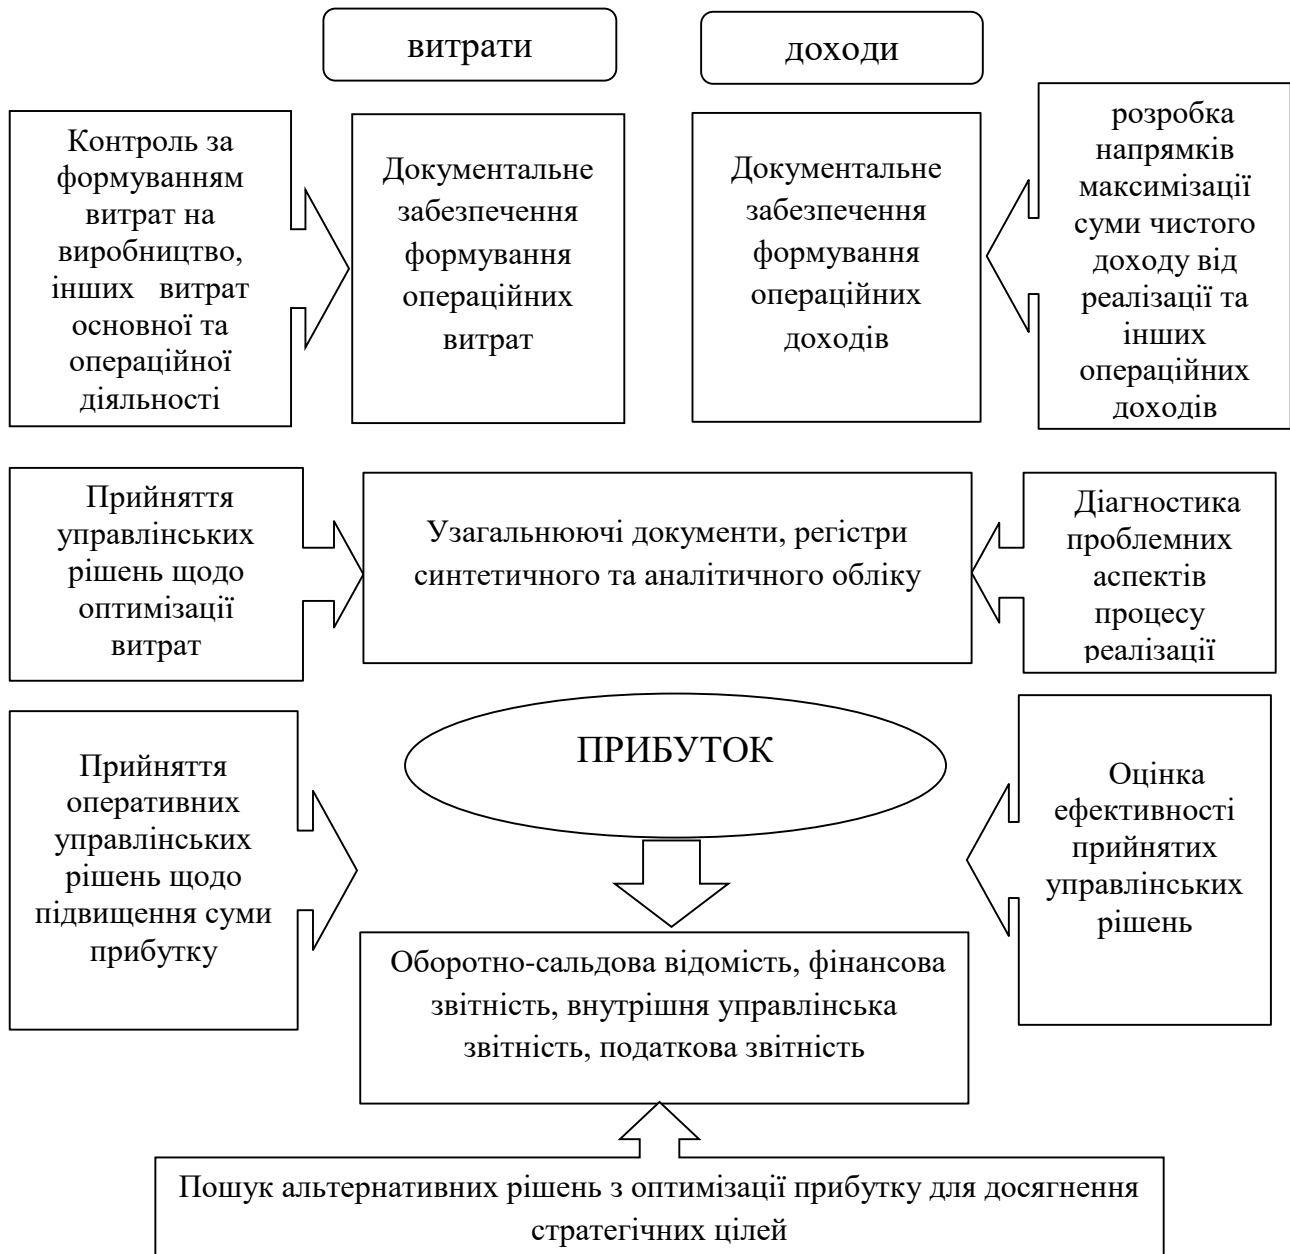 витрати
доходи
Контроль за
формуванням
витрат на
виробництво,
інших витрат
основної та
операційної
діяльності
Документальне
забезпечення
формування
операційних
витрат
Документальне
забезпечення
формування
операційних
доходів
розробка
напрямків
максимізації
суми чистого
доходу від
реалізації та
інших
операційних
доходів
Прийняття
управлінських
рішень щодо
оптимізації
витрат
Узагальнюючі документи, регістри
синтетичного та аналітичного обліку
Діагностика
проблемних
аспектів
процесу
реалізації
Прийняття
оперативних
управлінських
рішень щодо
підвищення суми
прибутку
ПРИБУТОК
Оцінка
ефективності
прийнятих
управлінських
рішень
Оборотно-сальдова відомість, фінансова
звітність, внутрішня управлінська
звітність, податкова звітність
Пошук альтернативних рішень з оптимізації прибутку для досягнення
стратегічних цілей